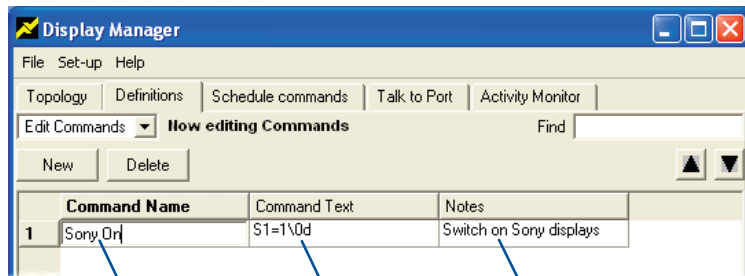 Display Manager
File Set-up Help
Topology Definitions Schedule commands Talk to Port Activity Monitor
Edit Commands Now editing Commands Find
New Delete
Command Name Command Text Notes
1 Sony On S1=1\0d Switch on Sony displays